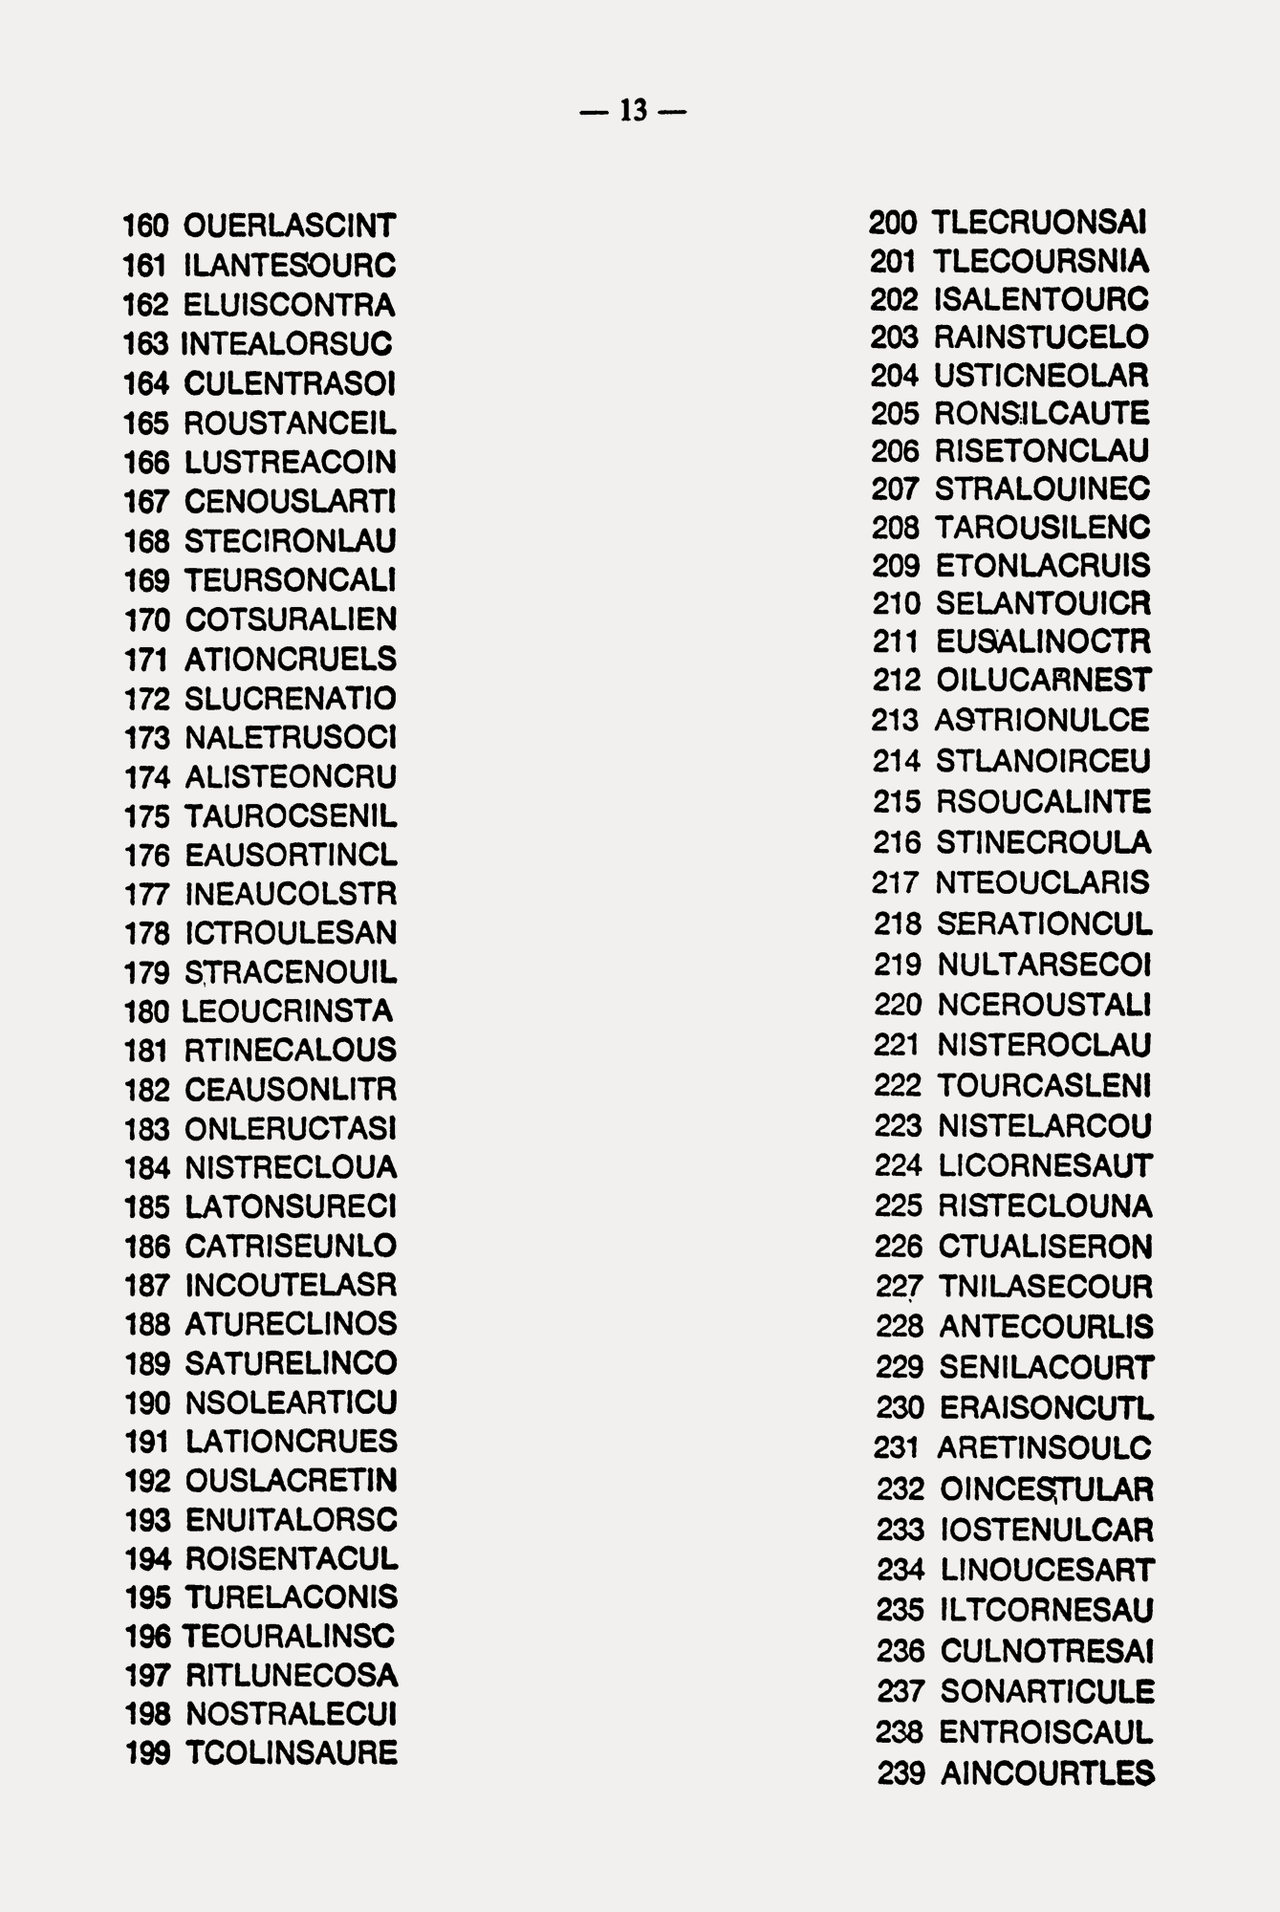 — 13 —
160 OUERLASCINT
161 ILANTESOURC
162 ELUISCONTRA
163 INTEALORSUC
164 CULENTRASOI
165 ROUSTANCEIL
166 LUSTREACOIN
167 CENOUSLARTI
168 STECIRONLAU
169 TEURSONCALI
170 COTSURALIEN
171 ATIONCRUELS
172 SLUCRENATIO
173 NALETRUSOCI
174 ALISTEONCRU
175 TAUROCSENIL
176 EAUSORTINCL
177 INEAUCOLSTR
178 ICTROULESAN
179 STRACENOUIL
180 LEOUCRINSTA
181 RTINECALOUS
182 CEAUSONLITR
183 ONLERUCTASI
184 NISTRECLOUA
185 LATONSURECI
186 CATRISEUNLO
187 INCOUTELASR
188 ATURECLINOS
189 SATURELINCO
190 NSOLEARTICU
191 LATIONCRUES
192 OUSLACRETIN
193 ENUITALORSC
194 ROISENTACUL
195 TURELACONIS
196 TEOURALINSC
197 RITLUNECOSA
198 NOSTRALECUI
199 TCOLINSAURE
200 TLECRUONSAI
201 TLECOURSNIA
202 ISALENTOURC
203 RAINSTUCELO
204 USTICNEOLAR
205 RONSILCAUTE
206 RISETONCLAU
207 STRALOUINEC
208 TAROUSILENC
209 ETONLACRUIS
210 SELANTOUICR
211 EUSALINOCTR
212 OILUCARNEST
213 ASTRIONULCE
214 STLANOIRCEU
215 RSOUCALINTE
216 STINECROULA
217 NTEOUCLARIS
218 SERATIONCUL
219 NULTARSECOI
220 NCEROUSTALI
221 NISTEROCLAU
222 TOURCASLENI
223 NISTELARCOU
224 LICORNESAUT
225 RISTECLOUNA
226 CTUALISERON
227 TNILASECOUR
228 ANTECOURLIS
229 SENILACOURT
230 ERAISONCUTL
231 ARETINSOULC
232 OINCESTULAR
233 IOSTENULCAR
234 LINOUCESART
235 ILTCORNESAU
236 CULNOTRESAI
237 SONARTICULE
238 ENTROISCAUL
239 AINCOURTLES